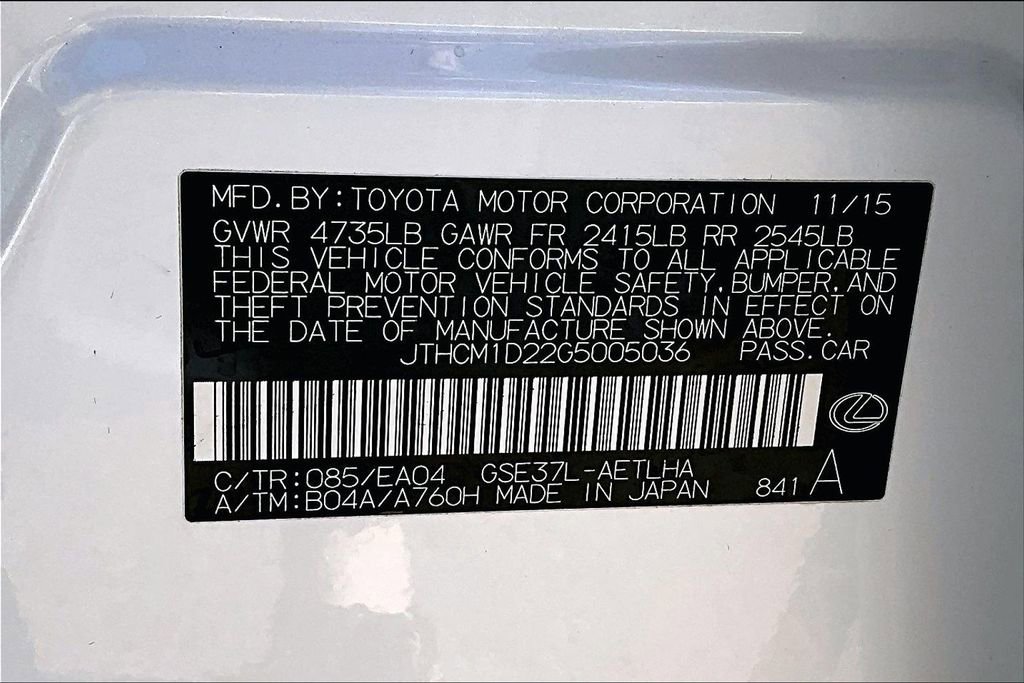 MFD. BY: TOYOTA MOTOR CORPORATION 11/15
GVWR 4735LB GAWR FR 2415LB RR 2545LB
THIS VEHICLE CONFORMS TO ALL APPLICABLE
FEDERAL MOTOR VEHICLE SAFETY, BUMPER, AND
THEFT PREVENTION STANDARDS IN EFFECT ON
THE DATE OF MANUFACTURE SHOWN ABOVE.
JTHCM1D22G5005036 PASS. CAR
C/TR: 085/EA04 GSE37L-AETLHA
A/TM: B04A/A760H MADE IN JAPAN 841 A